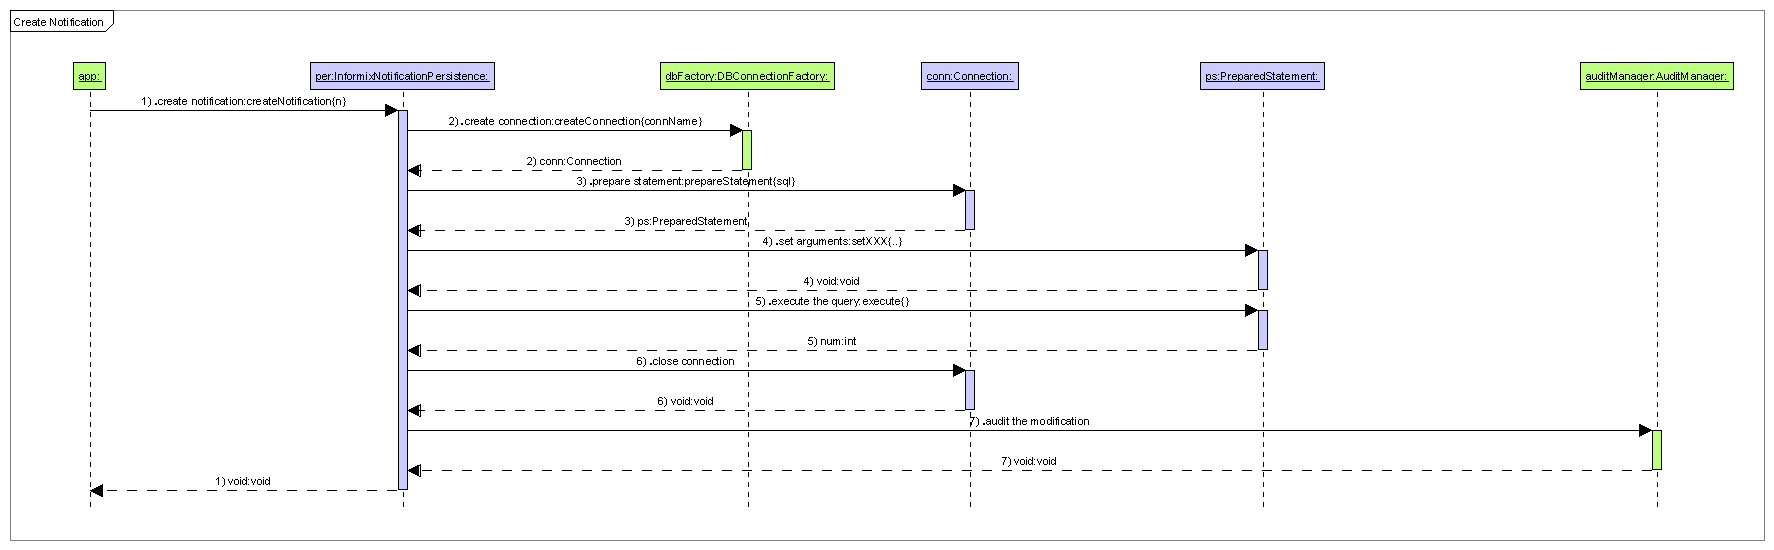 Create Notification
app:
per:InformixNotificationPersistence:
dbFactory:DBConnectionFactory:
conn:Connection:
ps:PreparedStatement:
auditManager:AuditManager:
1) .create notification:createNotification{n}
2) .create connection:createConnection{connName}
2) conn:Connection
3) .prepare statement:prepareStatement{sql}
3) ps:PreparedStatement
4) .set arguments:setXXX{..}
4) void:void
5) .execute the query:execute{}
5) num:int
6) .close connection
6) void:void
7) .audit the modification
7) void:void
1) void:void